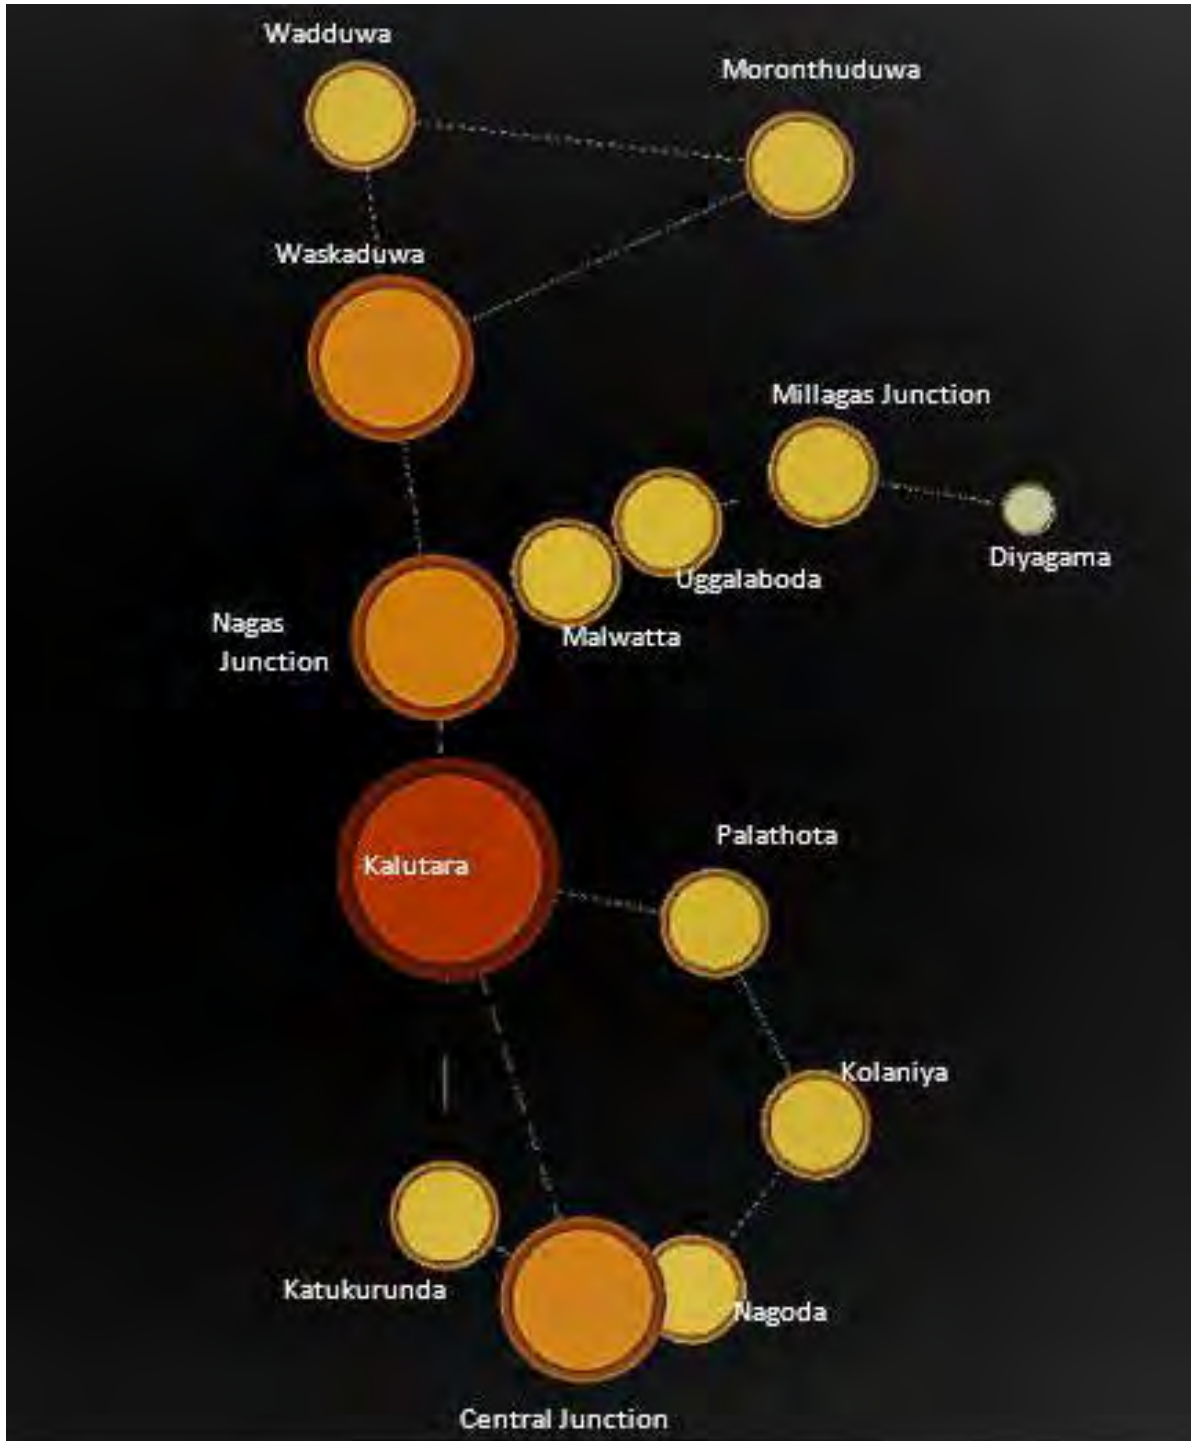 Wadduwa
Moronthuduwa
Waskaduwa
Millagas Junction
Diyagama
Uggalaboda
Malwatta
Nagas
Junction
Palathota
Kalutara
Kolaniya
Katukurunda
Nagoda
Central Junction